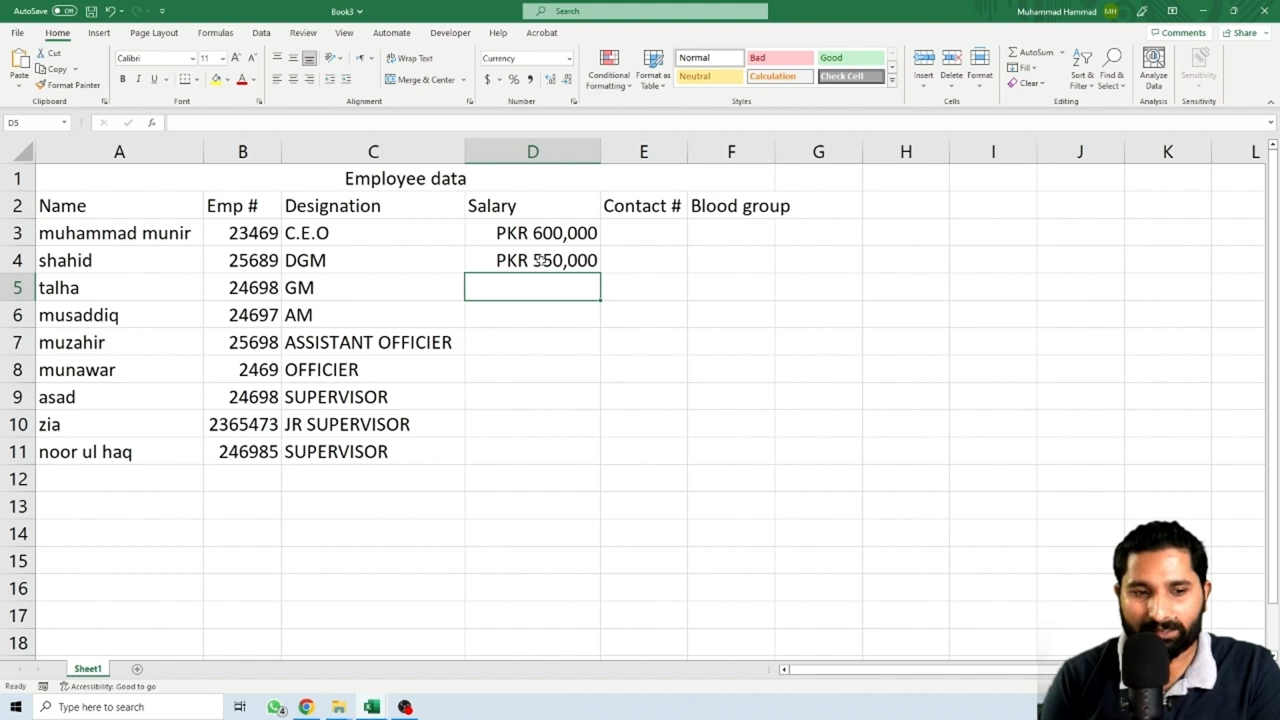 AutoSave Off Book3 Search Muhammad Hammad MH
File Home Insert Page Layout Formulas Data Review View Automate Developer Help Acrobat Comments Share
Paste Cut Copy Format Painter Calibri 11 Wrap Text Merge & Center Currency Conditional Formatting Format as Table Normal Bad Good Neutral Calculation Check Cell Insert Delete Format AutoSum Fill Clear Sort & Filter Find & Select Analyze Data Sensitivity
Clipboard Font Alignment Number Styles Cells Editing Analysis Sensitivity
D5 fx
A B C D E F G H I J K L
1 Employee data
2 Name Emp # Designation Salary Contact # Blood group
3 muhammad munir 23469 C.E.O PKR 600,000
4 shahid 25689 DGM PKR 550,000
5 talha 24698 GM
6 musaddiq 24697 AM
7 muzahir 25698 ASSISTANT OFFICIER
8 munawar 2469 OFFICIER
9 asad 24698 SUPERVISOR
10 zia 2365473 JR SUPERVISOR
11 noor ul haq 246985 SUPERVISOR
12
13
14
15
16
17
18
Sheet1
Ready Accessibility: Good to go
Type here to search 4